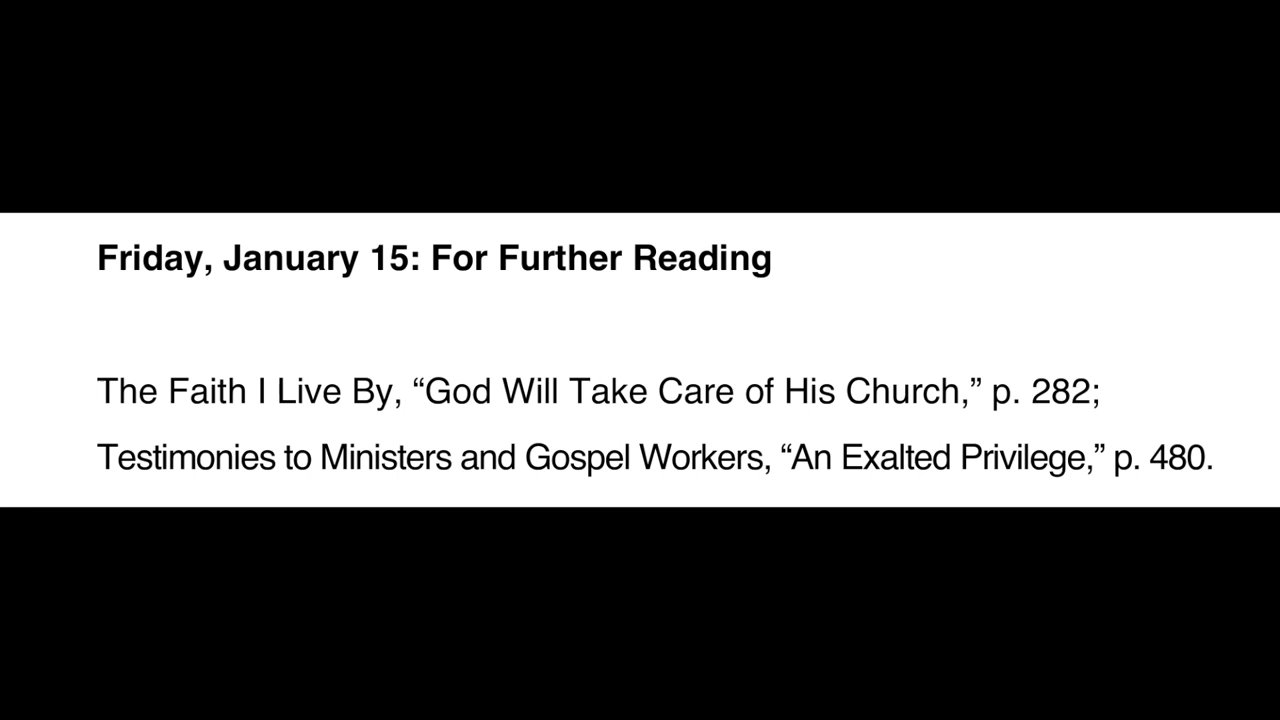 Friday, January 15: For Further Reading
The Faith I Live By, “God Will Take Care of His Church,” p. 282;
Testimonies to Ministers and Gospel Workers, “An Exalted Privilege,” p. 480.